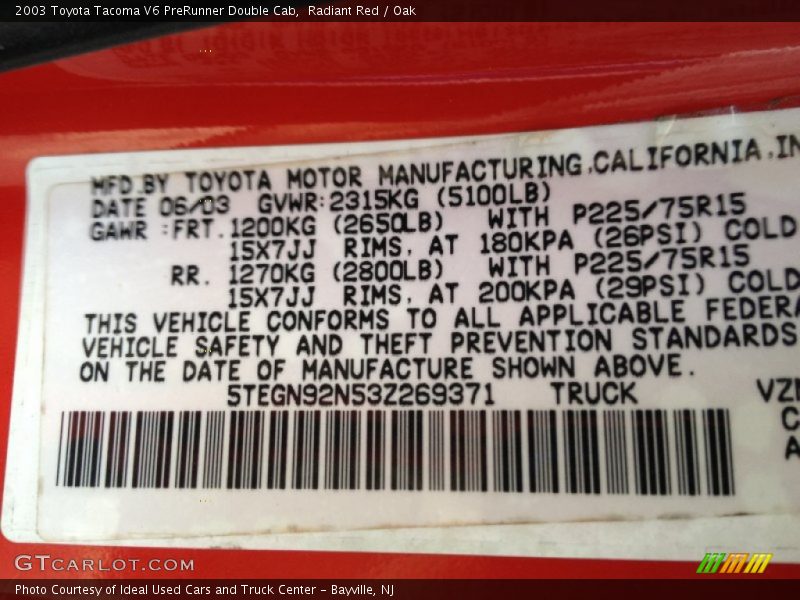 2003 Toyota Tacoma V6 PreRunner Double Cab, Radiant Red / Oak
MFD.BY TOYOTA MOTOR MANUFACTURING.CALIFORNIA.IN
DATE 06/03 GVWR:2315KG (5100LB)
GAWR :FRT.1200KG (2650LB) WITH P225/75R15
15X7JJ RIMS, AT 180KPA (26PSI) COLD
RR. 1270KG (2800LB) WITH P225/75R15
15X7JJ RIMS, AT 200KPA (29PSI) COLD
THIS VEHICLE CONFORMS TO ALL APPLICABLE FEDERA
VEHICLE SAFETY AND THEFT PREVENTION STANDARDS
ON THE DATE OF MANUFACTURE SHOWN ABOVE.
5TEGN92N53Z269371 TRUCK VZN
C
A
GTCARLOT.COM
Photo Courtesy of Ideal Used Cars and Truck Center - Bayville, NJ